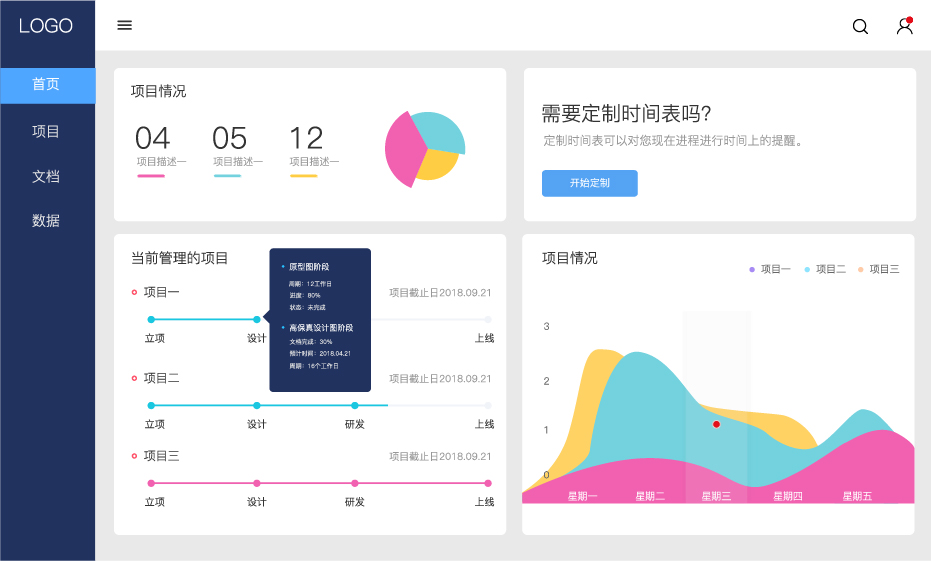 LOGO
首页
项目
文档
数据
项目情况
04 05 12
项目描述一 项目描述一 项目描述一
需要定制时间表吗?
定制时间表可以对您现在进程进行时间上的提醒。
开始定制
当前管理的项目
项目一
项目截止日2018.09.21
立项 设计 上线
原型图阶段
周期：12工作日
进度：80%
状态：未完成
高保真设计图阶段
文档完成：30%
预计时间：2018.04.21
周期：16个工作日
项目二
项目截止日2018.09.21
立项 设计 研发 上线
项目三
项目截止日2018.09.21
立项 设计 研发 上线
项目情况
项目一 项目二 项目三
3
2
1
0
星期一 星期二 星期三 星期四 星期五